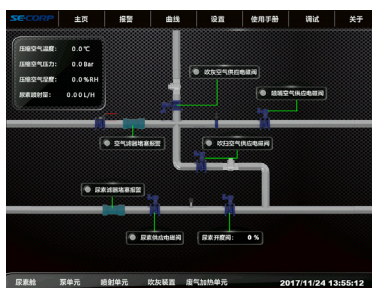 SECORP 主页 报警 曲线 设置 使用手册 调试 关于
压缩空气温度: 0.0℃
压缩空气压力: 0.0Bar
压缩空气湿度: 0.0%RH
尿素喷射量: 0.00L/H
吹灰空气供应电磁阀
喷嘴空气供应电磁阀
空气滤器堵塞报警
吹扫空气供应电磁阀
尿素滤器堵塞报警
尿素供应电磁阀
尿素开度阀: 0 %
尿素舱 泵单元 喷射单元 吹灰装置 废气加热单元 2017/11/24 13:55:12